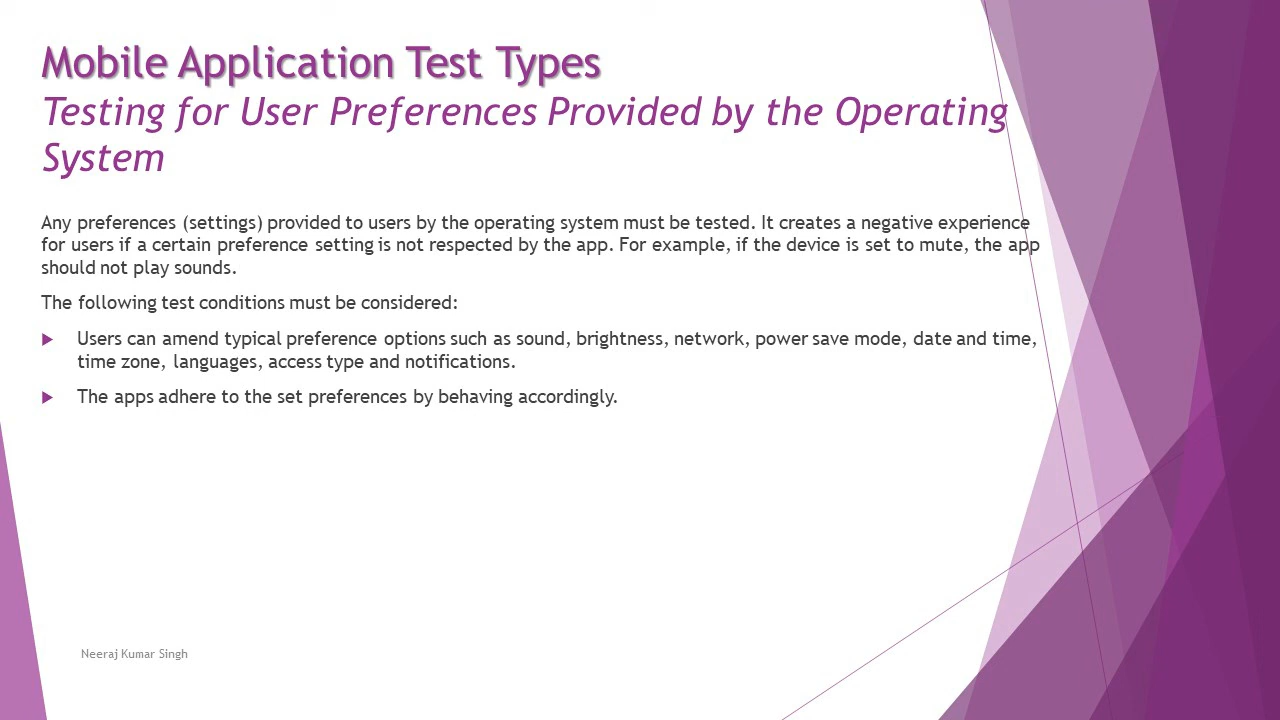 Mobile Application Test Types
Testing for User Preferences Provided by the Operating
System
Any preferences (settings) provided to users by the operating system must be tested. It creates a negative experience
for users if a certain preference setting is not respected by the app. For example, if the device is set to mute, the app
should not play sounds.
The following test conditions must be considered:
Users can amend typical preference options such as sound, brightness, network, power save mode, date and time,
time zone, languages, access type and notifications.
The apps adhere to the set preferences by behaving accordingly.
Neeraj Kumar Singh